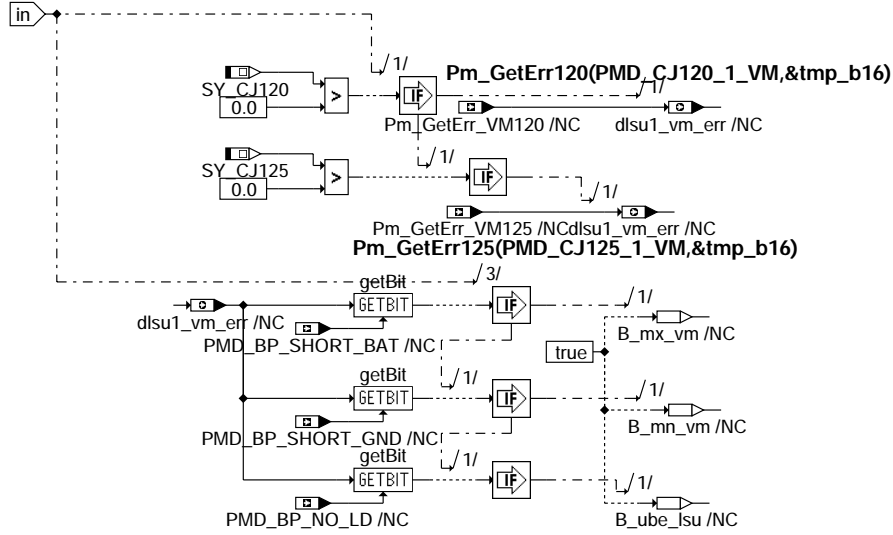 in
/1/
Pm_GetErr120(PMD_CJ120_1_VM,&tmp_b16)
SY_CJ120
0.0
>
IF
/1/
Pm_GetErr_VM120 /NC
dlsu1_vm_err /NC
/1/
SY_CJ125
0.0
>
IF
/1/
Pm_GetErr_VM125 /NC
dlsu1_vm_err /NC
Pm_GetErr125(PMD_CJ125_1_VM,&tmp_b16)
/3/
getBit
dlsu1_vm_err /NC
GETBIT
IF
/1/
PMD_BP_SHORT_BAT /NC
B_mx_vm /NC
true
getBit
/1/
GETBIT
IF
/1/
PMD_BP_SHORT_GND /NC
B_mn_vm /NC
getBit
/1/
GETBIT
IF
/1/
PMD_BP_NO_LD /NC
B_ube_lsu /NC